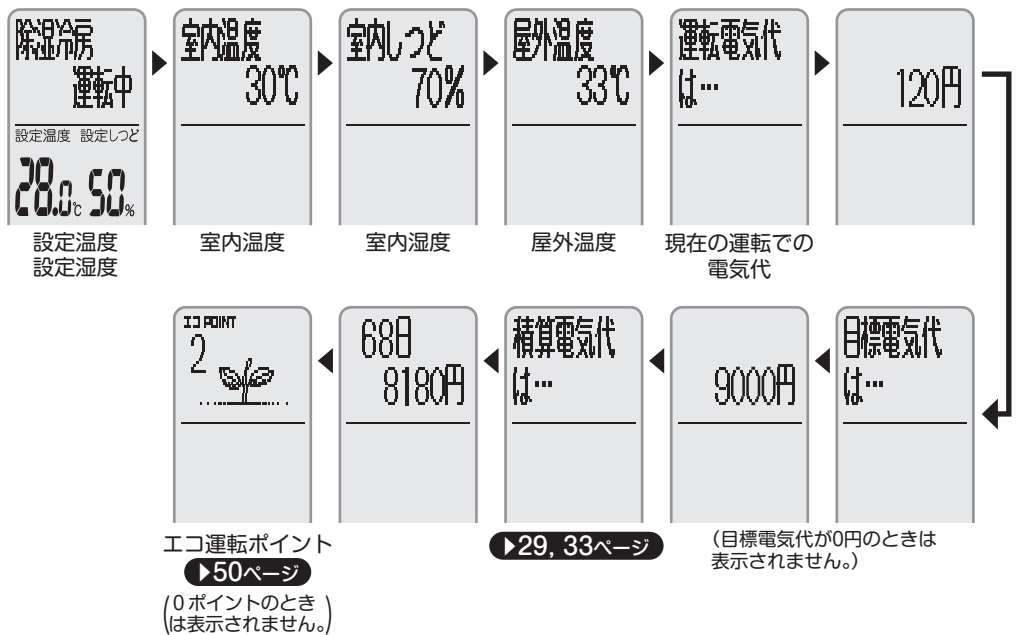 除湿冷房
運転中
設定温度 設定しつど
28.0℃ 50%
設定温度
設定湿度
室内温度
30℃
室内温度
室内しつど
70%
室内湿度
屋外温度
33℃
屋外温度
運転電気代
は…
現在の運転での
電気代
120円
目標電気代
は…
9000円
(目標電気代が0円のときは
表示されません。)
積算電気代
は…
▶29, 33ページ
68日
8180円
エコ POINT
2
エコ運転ポイント
▶50ページ
(0 ポイントのとき
は表示されません。)